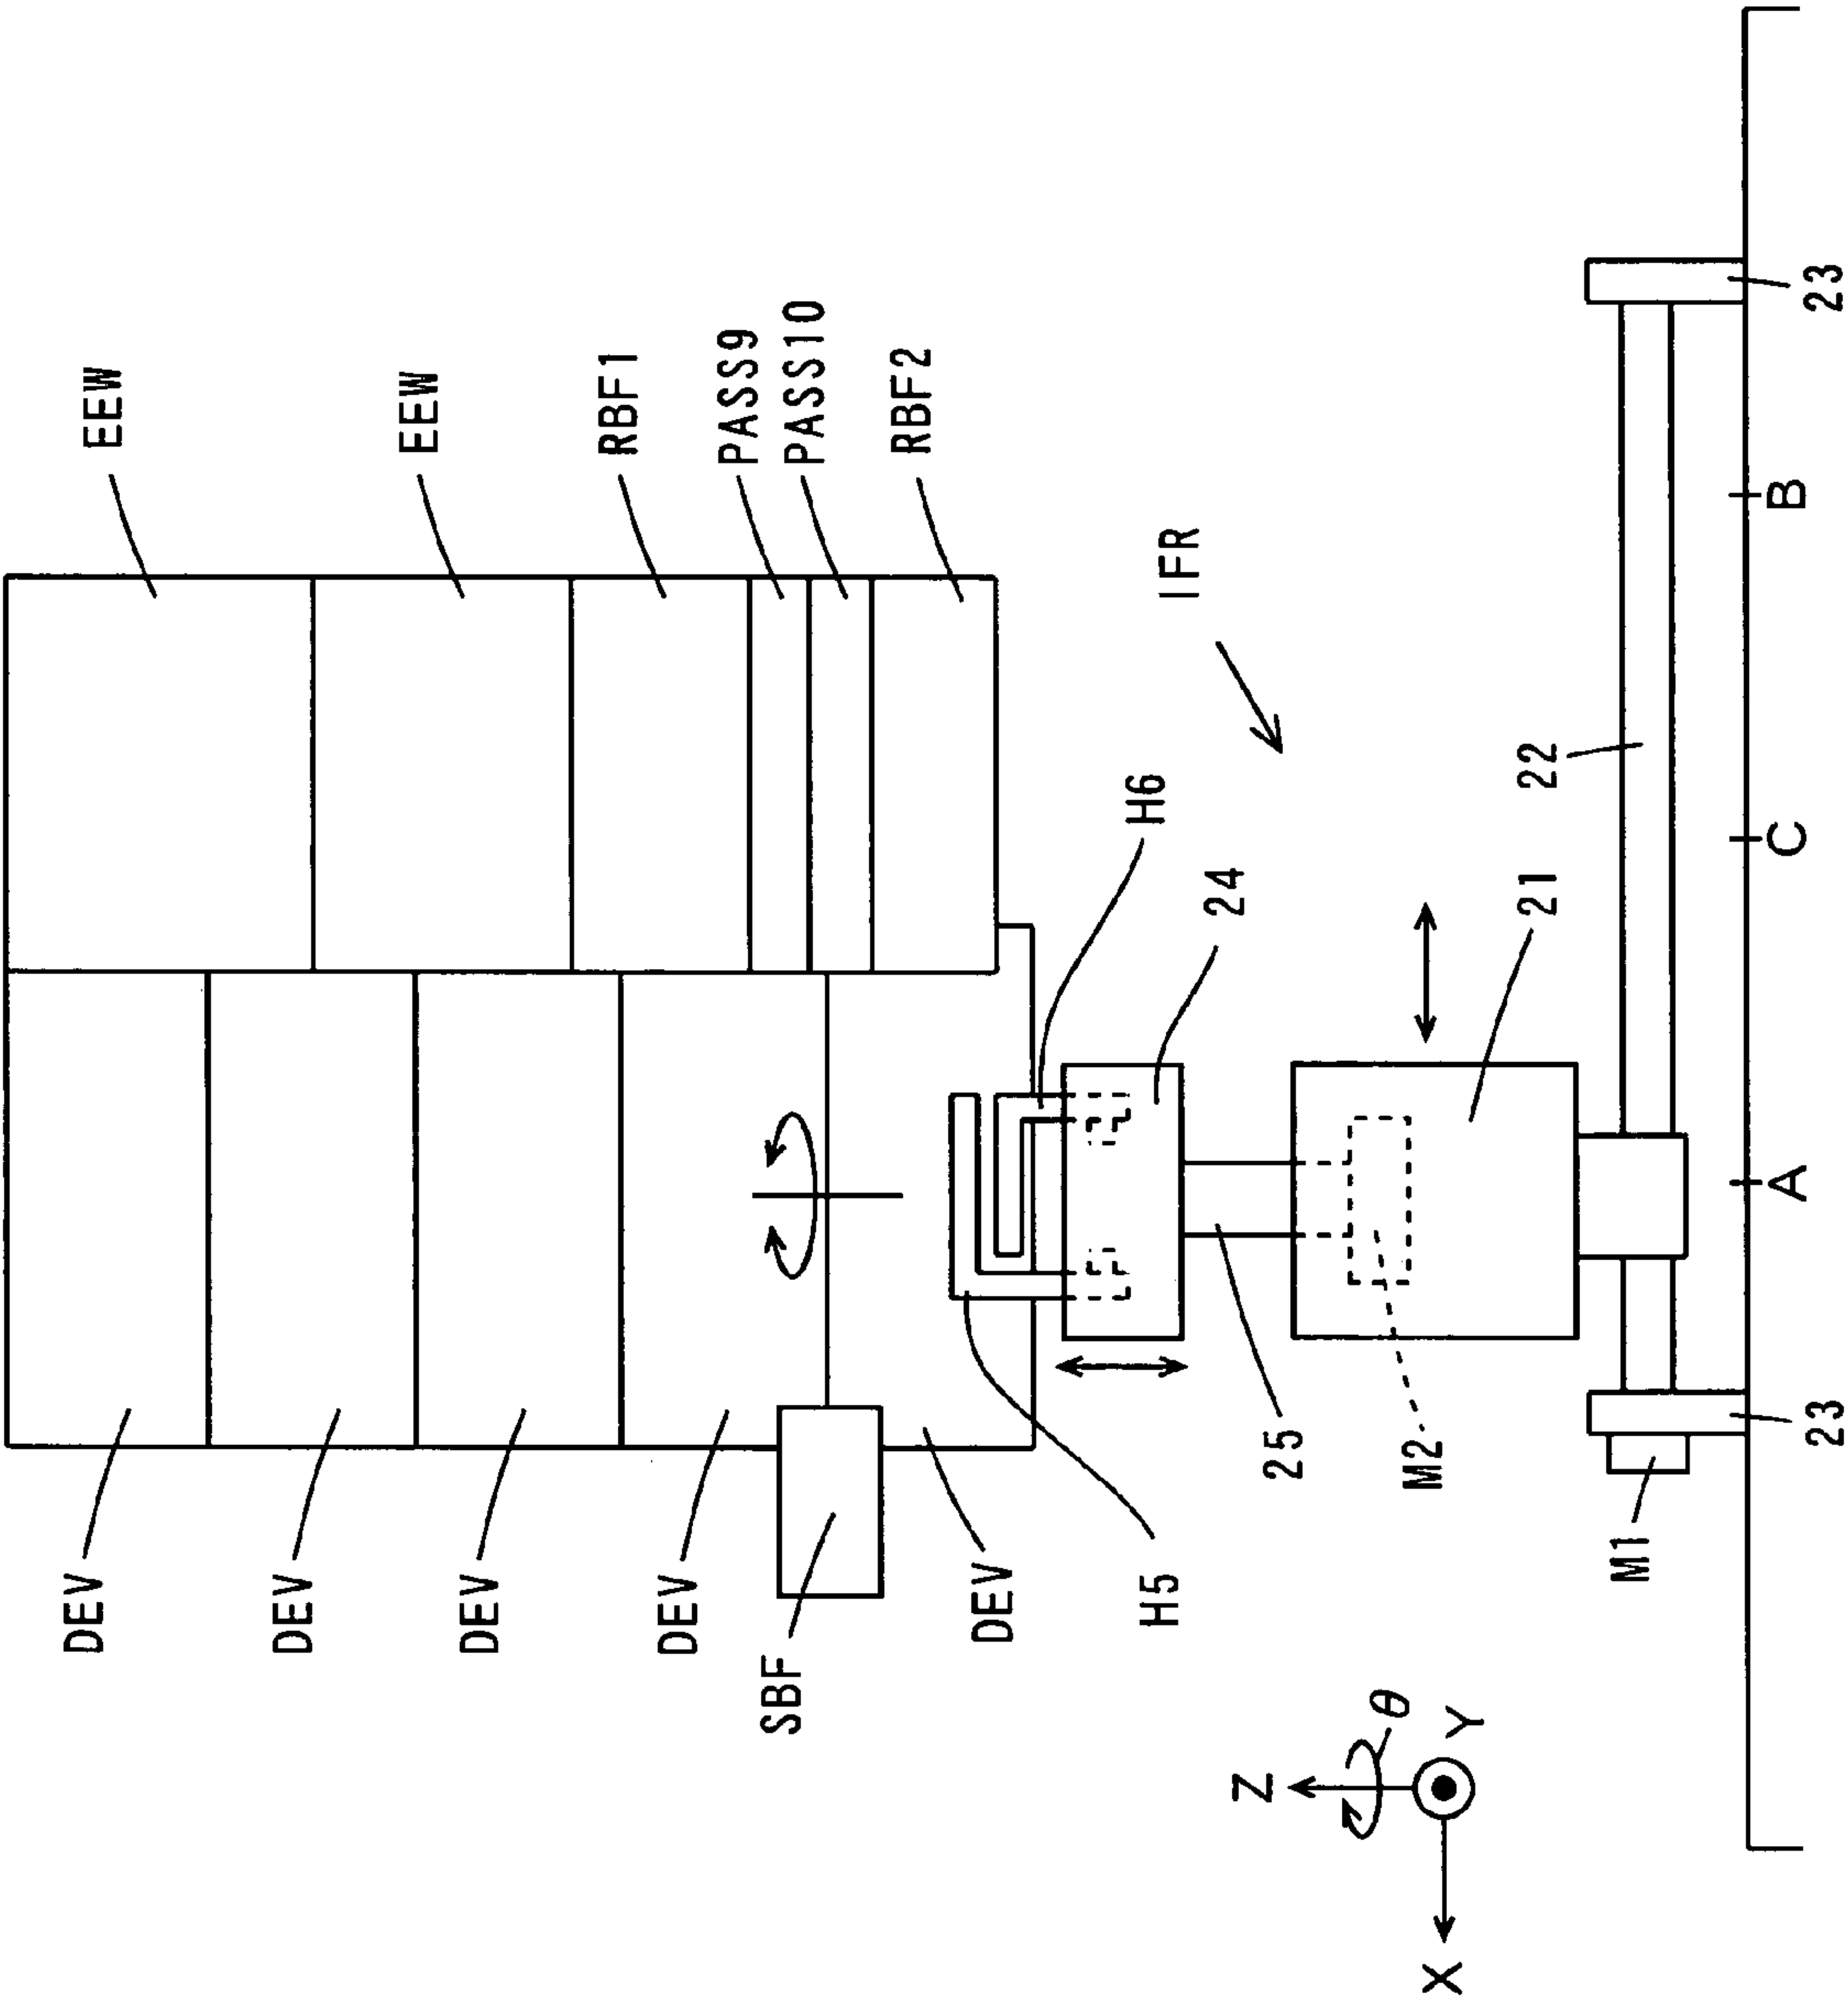 EEW
EEW
RBF1
PASS9
PASS10
RBF2
IFR
H6
24
22
21
23
B
C
A
23
M1
M2
25
H5
DEV
DEV
DEV
DEV
SBF
DEV
Z
θ
Y
X